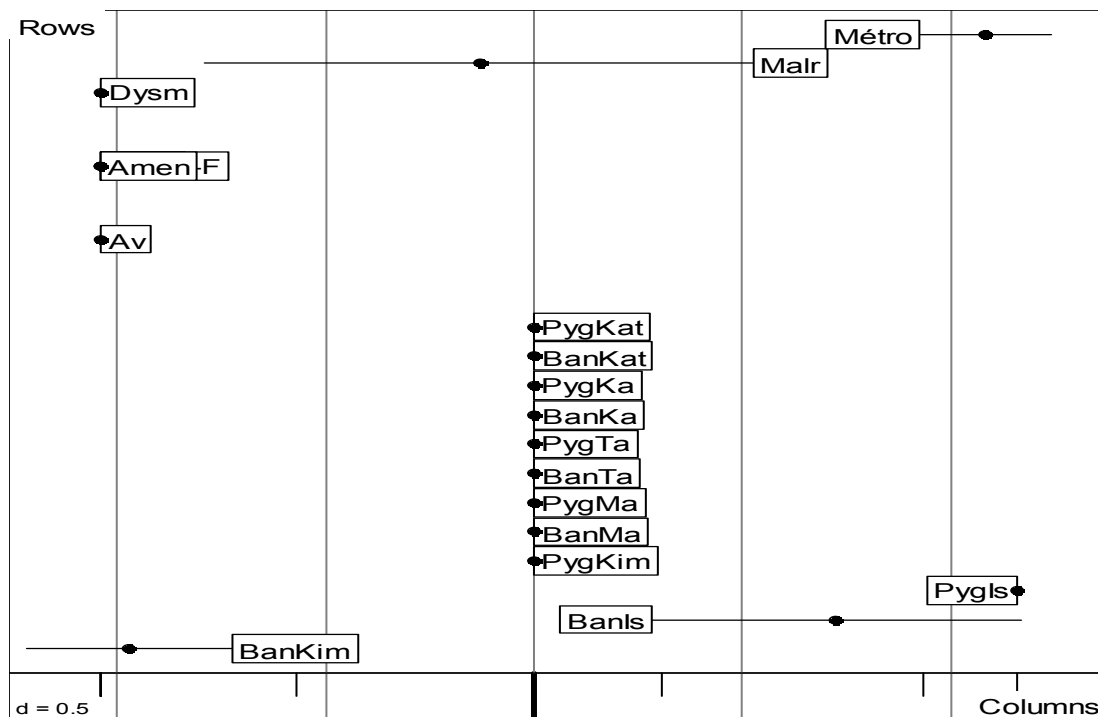 Rows
Métro
Malr
Dysm
Amen-F
Av
PygKat
BanKat
PygKa
BanKa
PygTa
BanTa
PygMa
BanMa
PygKim
PygIs
BanIs
BanKim
d = 0.5
Columns